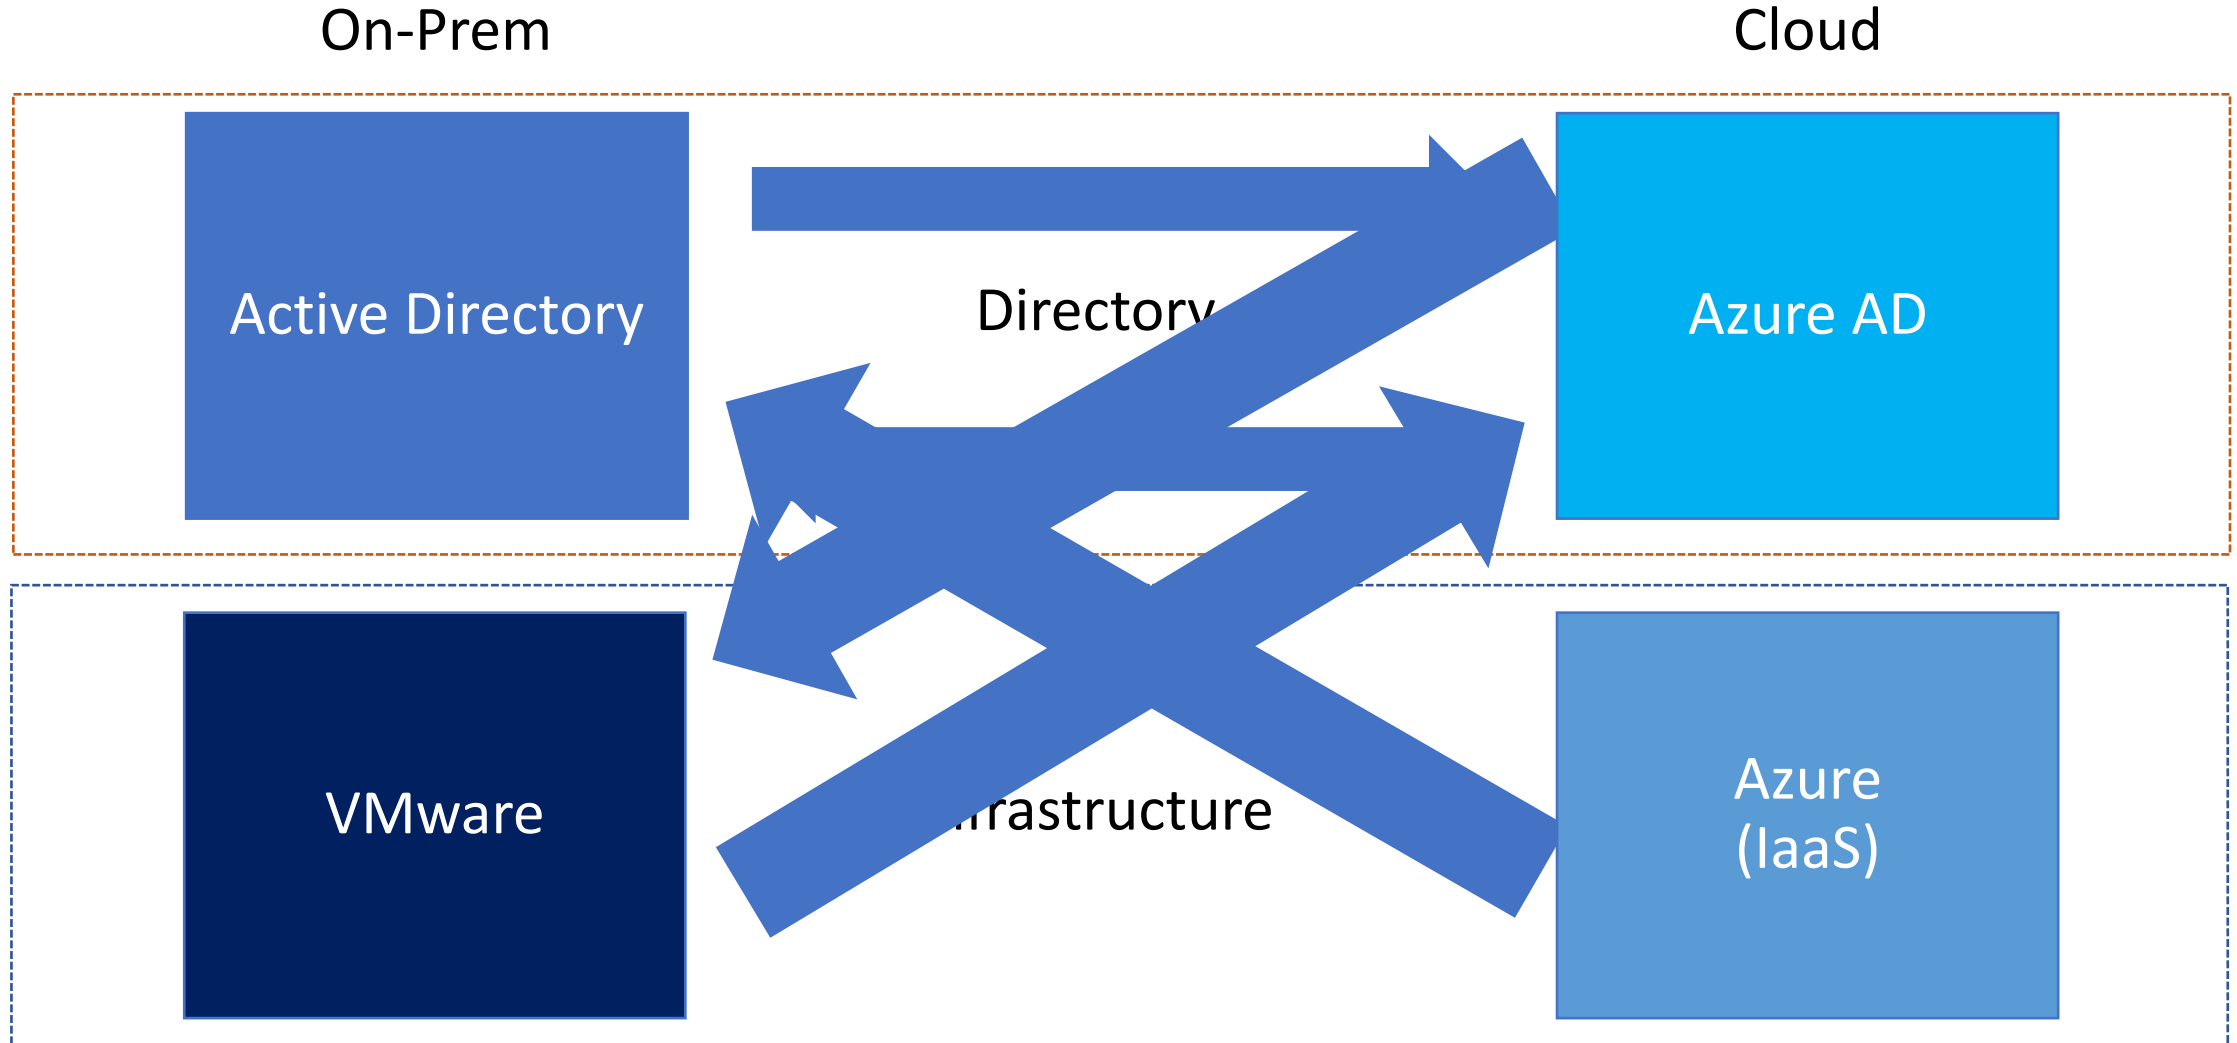 On-Prem
Cloud
Active Directory
Directory
Azure AD
VMware
Azure
(IaaS)